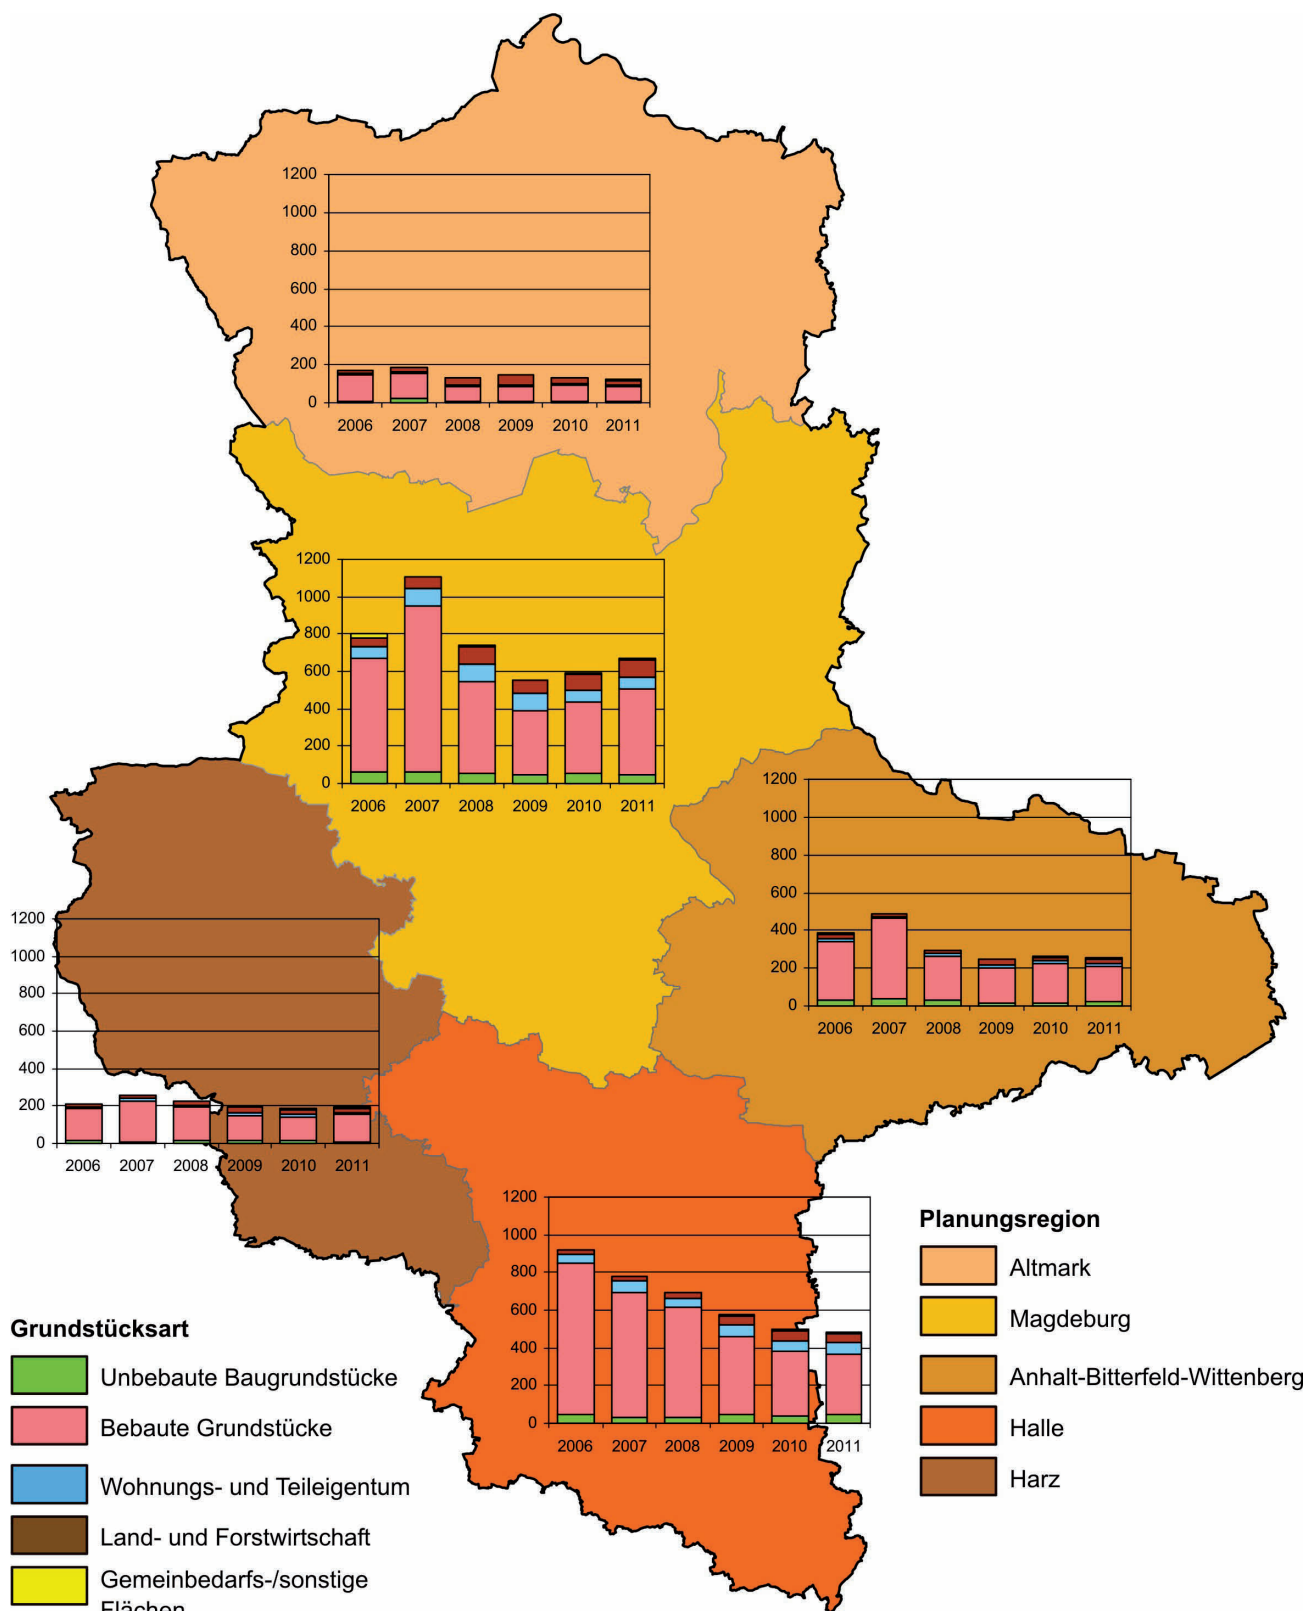 1200
1000
800
600
400
200
0
2006 2007 2008 2009 2010 2011
1200
1000
800
600
400
200
0
2006 2007 2008 2009 2010 2011
1200
1000
800
600
400
200
0
2006 2007 2008 2009 2010 2011
1200
1000
800
600
400
200
0
2006 2007 2008 2009 2010 2011
1200
1000
800
600
400
200
0
2006 2007 2008 2009 2010 2011
Planungsregion
Altmark
Magdeburg
Anhalt-Bitterfeld-Wittenberg
Halle
Harz
Grundstücksart
Unbebaute Baugrundstücke
Bebaute Grundstücke
Wohnungs- und Teileigentum
Land- und Forstwirtschaft
Gemeinbedarfs-/sonstige
Flächen